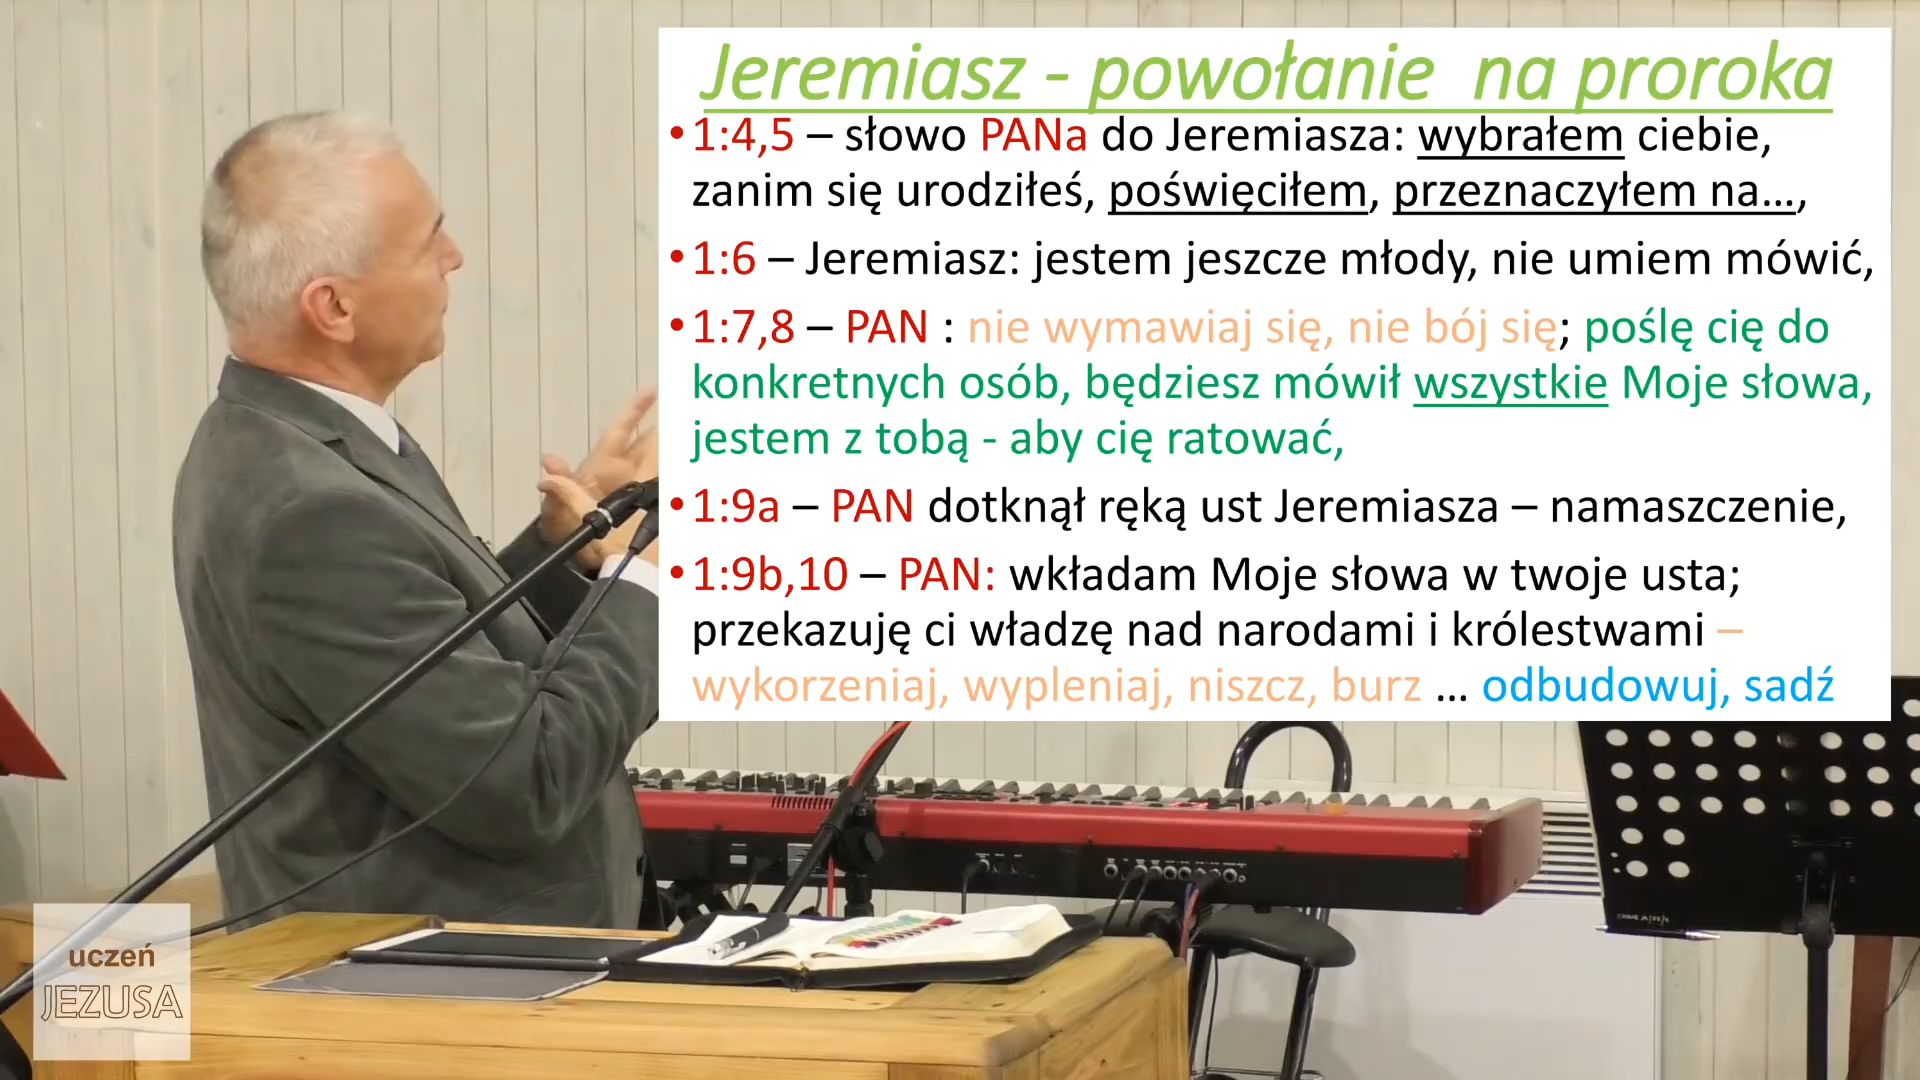 Jeremiasz - powołanie na proroka
•1:4,5 – słowo PANa do Jeremiasza: wybrałem ciebie,
zanim się urodziłeś, poświęciłem, przeznaczyłem na...,
•1:6 – Jeremiasz: jestem jeszcze młody, nie umiem mówić,
•1:7,8 – PAN : nie wymawiaj się, nie bój się; poślę cię do
konkretnych osób, będziesz mówił wszystkie Moje słowa,
jestem z tobą - aby cię ratować,
•1:9a – PAN dotknął ręką ust Jeremiasza – namaszczenie,
•1:9b,10 – PAN: wkładam Moje słowa w twoje usta;
przekazuję ci władzę nad narodami i królestwami –
wykorzeniaj, wypleniaj, niszcz, burz ... odbudowuj, sadź
uczeń
JEZUSA